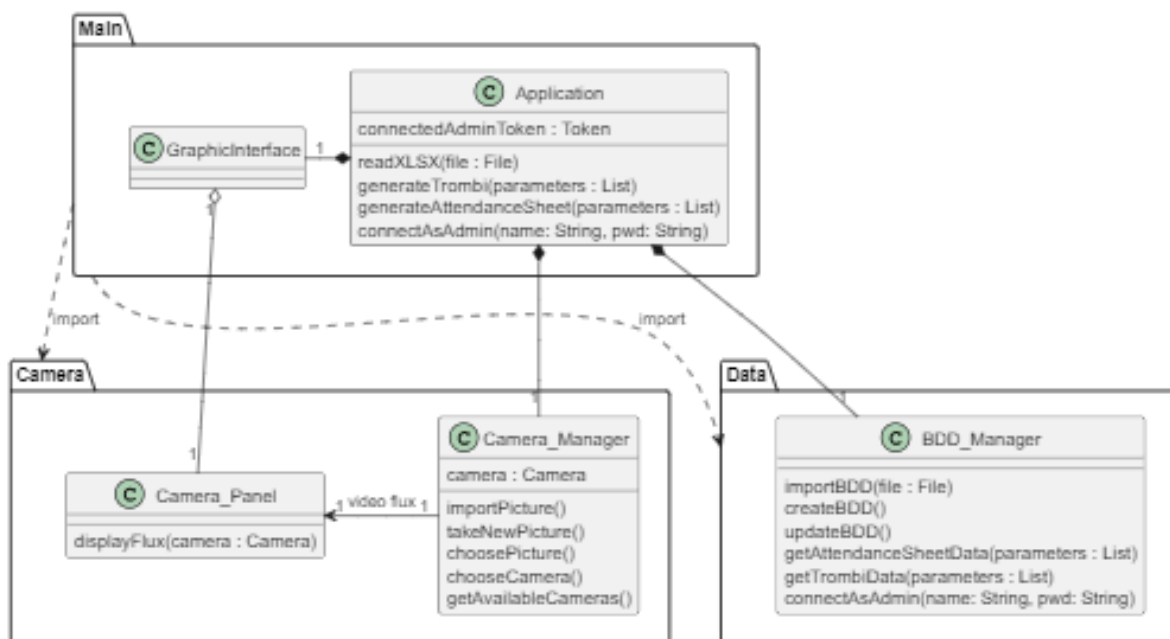 Main
C Application
connectedAdminToken : Token
readXLSX(file : File)
generateTrombi(parameters : List)
generateAttendanceSheet(parameters : List)
connectAsAdmin(name: String, pwd: String)
C GraphicInterface
1
1
import
import
Camera
1
C Camera_Panel
displayFlux(camera : Camera)
1 video flux 1
1
C Camera_Manager
camera : Camera
importPicture()
takeNewPicture()
choosePicture()
chooseCamera()
getAvailableCameras()
Data
1
C BDD_Manager
importBDD(file : File)
createBDD()
updateBDD()
getAttendanceSheetData(parameters : List)
getTrombiData(parameters : List)
connectAsAdmin(name: String, pwd: String)